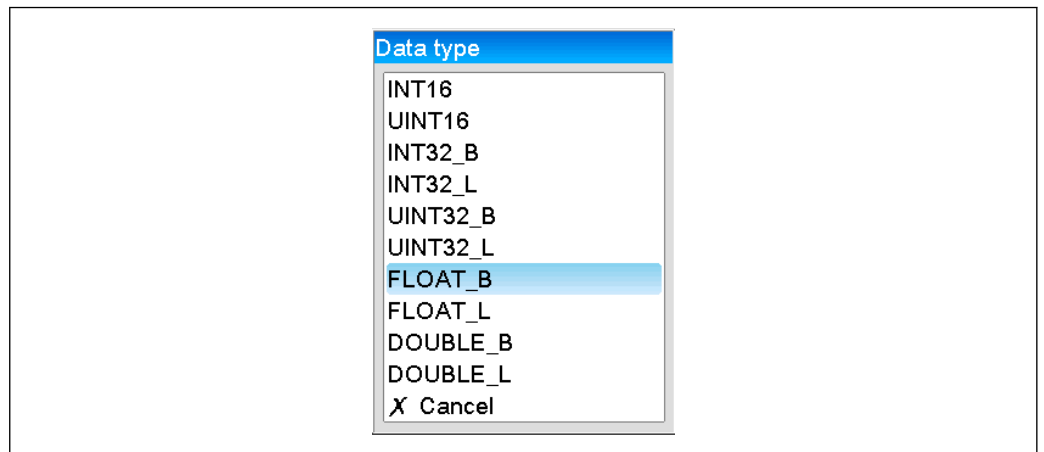 Data type
INT16
UINT16
INT32_B
INT32_L
UINT32_B
UINT32_L
FLOAT_B
FLOAT_L
DOUBLE_B
DOUBLE_L
X Cancel